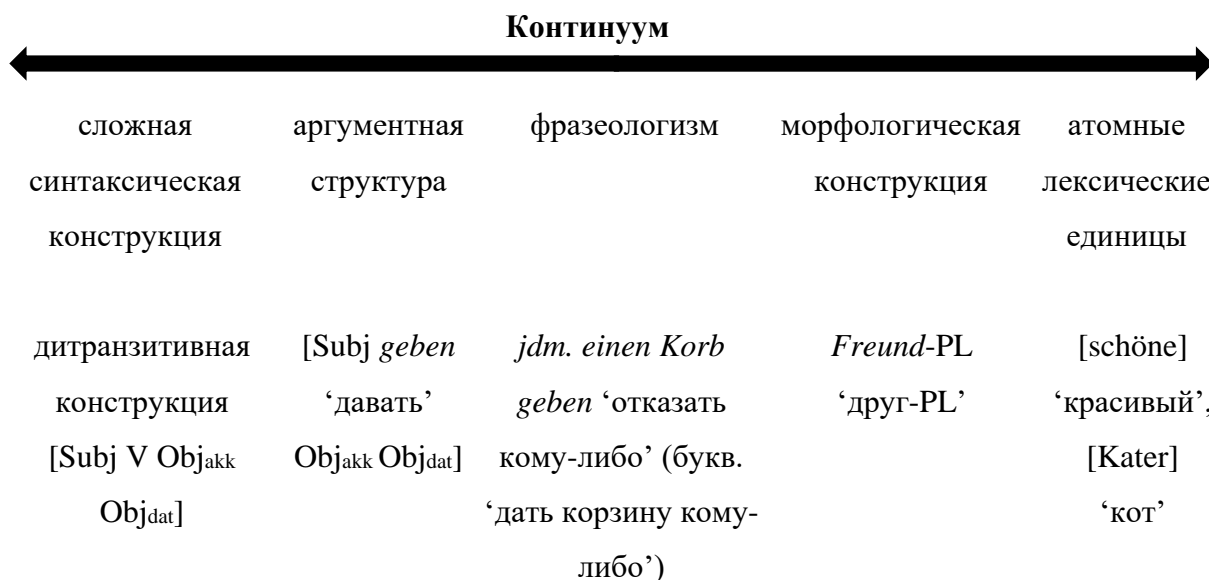 Континуум
сложная аргументная фразеологизм морфологическая атомные
синтаксическая структура конструкция лексические
конструкция единицы
дитранзитивная [Subj geben jdm. einen Korb Freund-PL [schöne]
конструкция ‘давать’ geben ‘отказать ‘друг-PL’ ‘красивый’,
[Subj V Objakk Objakk Objdat] кому-либо’ (букв. [Kater]
Objdat] ‘дать корзину кому- ‘кот’
либо’)